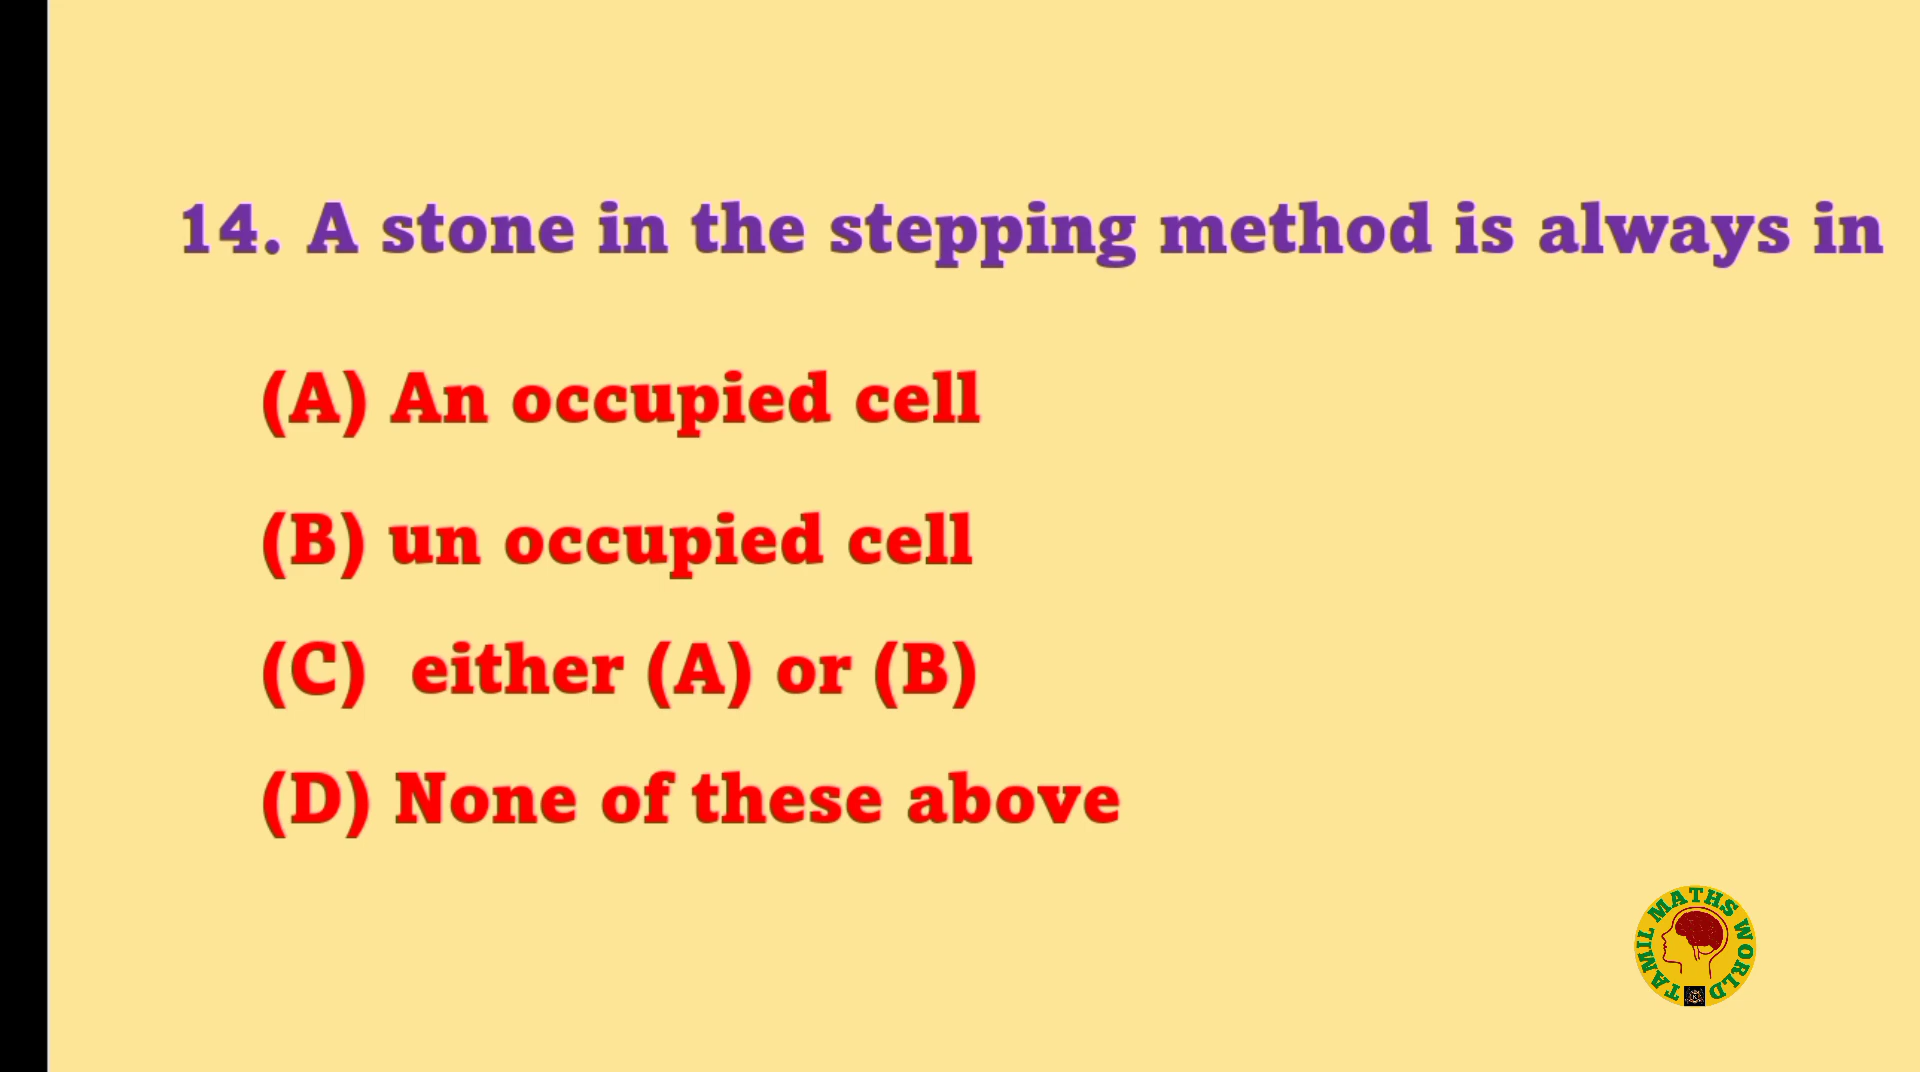 14. A stone in the stepping method is always in
(A) An occupied cell
(B) un occupied cell
(C) either (A) or (B)
(D) None of these above
TAMIL MATHS WORLD